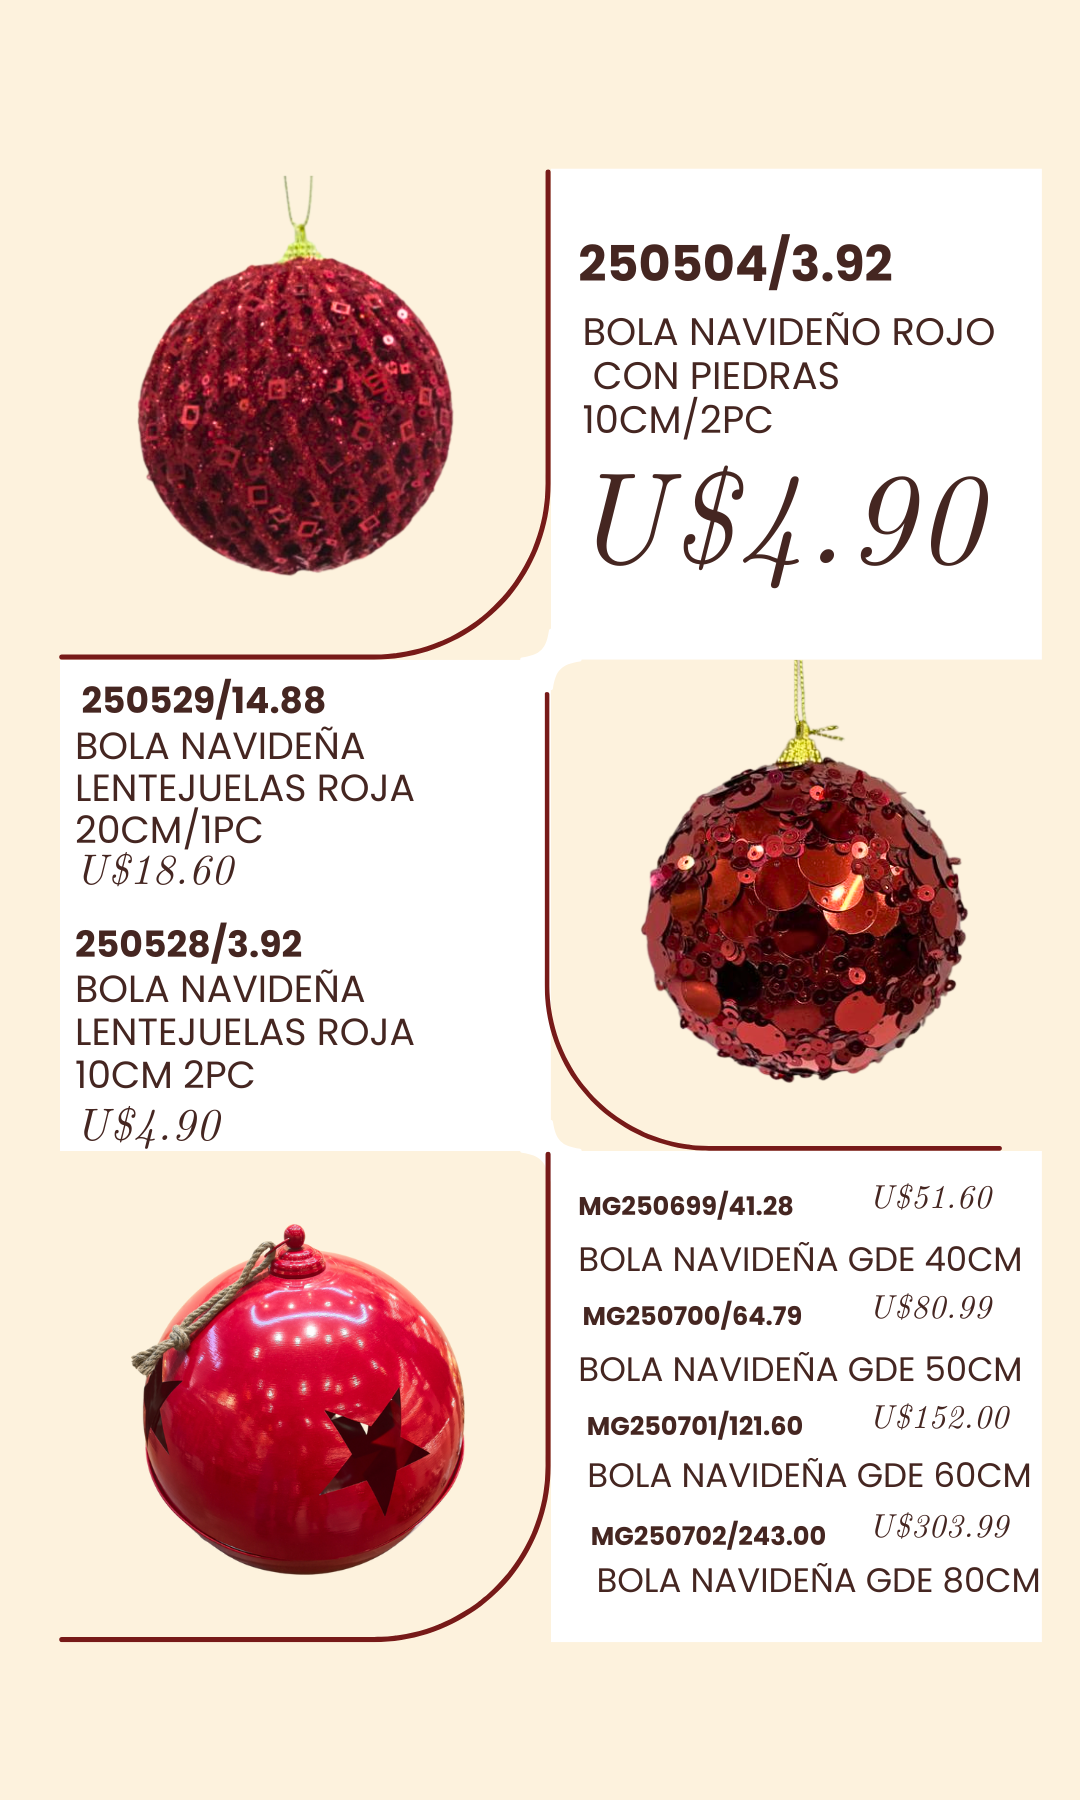 250504/3.92
BOLA NAVIDEÑO ROJO
CON PIEDRAS
10CM/2PC
U$4.90
250529/14.88
BOLA NAVIDEÑA
LENTEJUELAS ROJA
20CM/1PC
U$18.60
250528/3.92
BOLA NAVIDEÑA
LENTEJUELAS ROJA
10CM 2PC
U$4.90
MG250699/41.28 U$51.60
BOLA NAVIDEÑA GDE 40CM
MG250700/64.79 U$80.99
BOLA NAVIDEÑA GDE 50CM
MG250701/121.60 U$152.00
BOLA NAVIDEÑA GDE 60CM
MG250702/243.00 U$303.99
BOLA NAVIDEÑA GDE 80CM